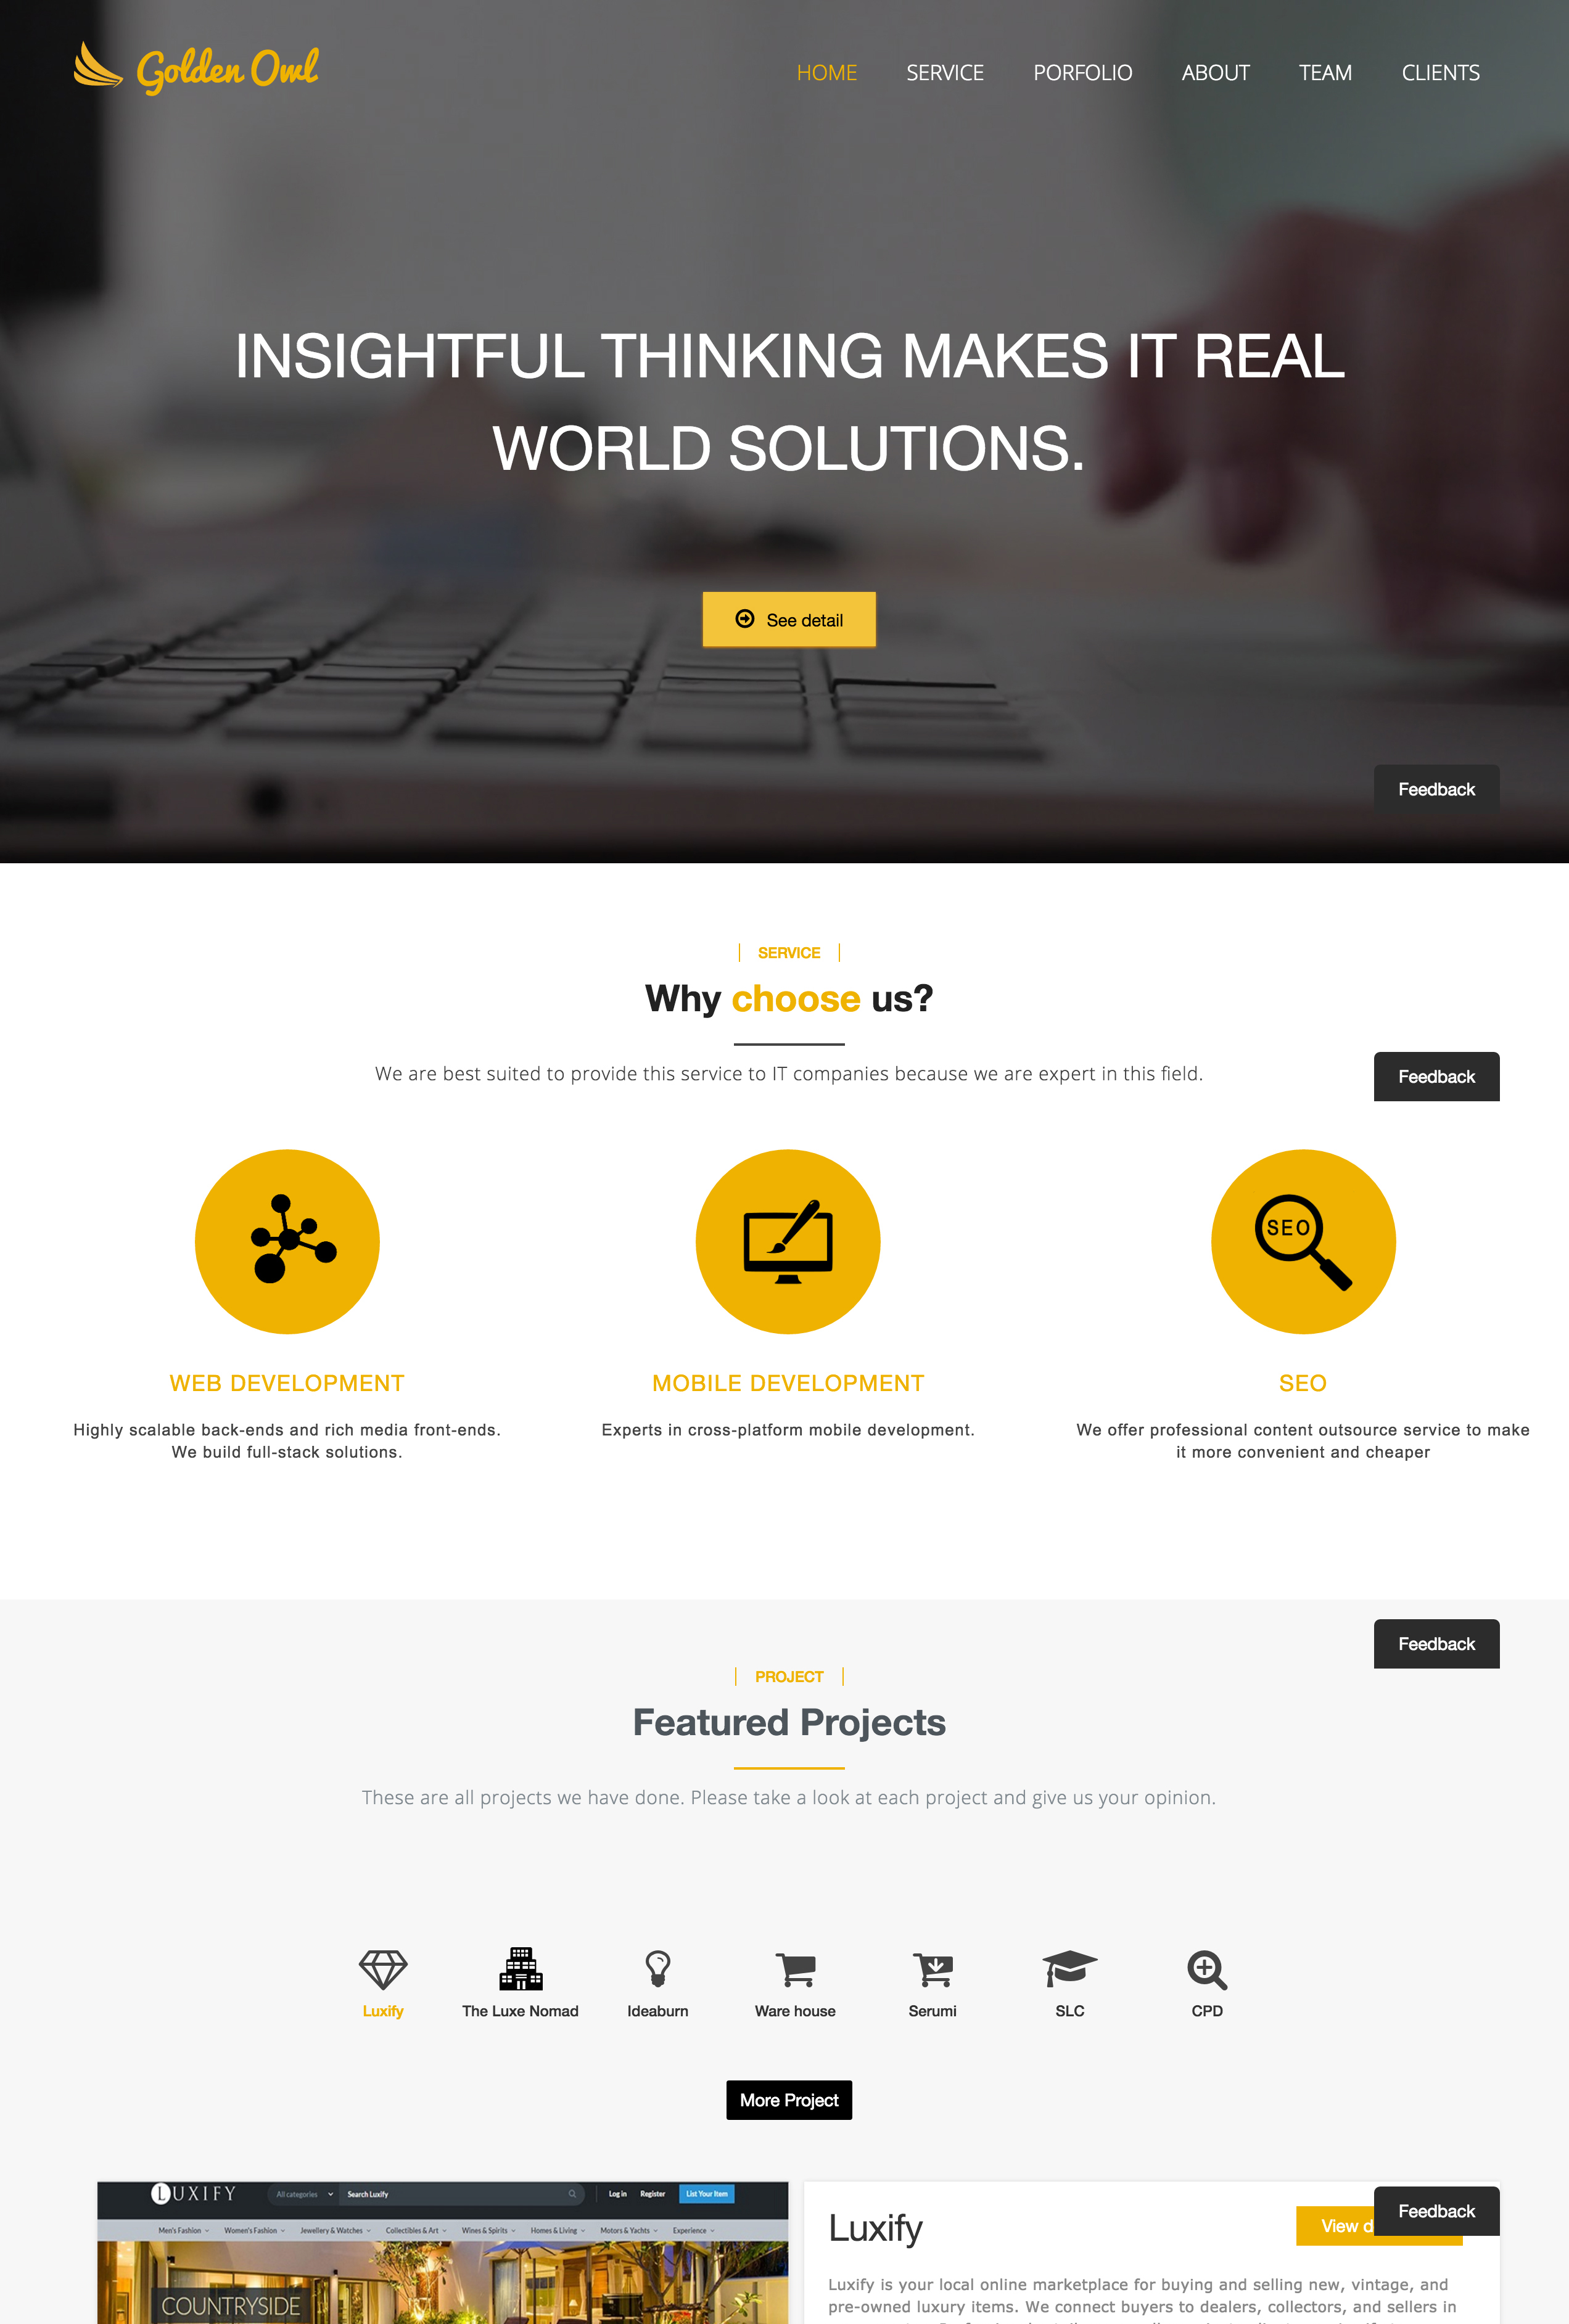 Golden Owl
HOME SERVICE PORFOLIO ABOUT TEAM CLIENTS
INSIGHTFUL THINKING MAKES IT REAL
WORLD SOLUTIONS.
See detail
Feedback
SERVICE
Why choose us?
We are best suited to provide this service to IT companies because we are expert in this field.
Feedback
SEO
WEB DEVELOPMENT
Highly scalable back-ends and rich media front-ends.
We build full-stack solutions.
MOBILE DEVELOPMENT
Experts in cross-platform mobile development.
SEO
We offer professional content outsource service to make
it more convenient and cheaper
Feedback
PROJECT
Featured Projects
These are all projects we have done. Please take a look at each project and give us your opinion.
Luxify The Luxe Nomad Ideaburn Ware house Serumi SLC CPD
More Project
LUXIFY All categories Search Luxify Log in Register List Your Item
Men's Fashion Women's Fashion Jewellery & Watches Collectibles & Art Wines & Spirits Homes & Living Motors & Yachts Experience
COUNTRYSIDE
Luxify
View d
Feedback
Luxify is your local online marketplace for buying and selling new, vintage, and
pre-owned luxury items. We connect buyers to dealers, collectors, and sellers in